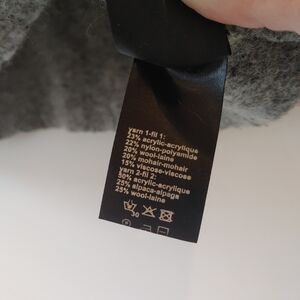 yarn 1-fil 1:
23% acrylic-acrylique
22% nylon-polyamide
20% wool-laine
20% mohair-mohair
15% viscose-viscose
yarn 2-fil 2:
50% acrylic-acrylique
25% alpaca-alpaga
25% wool-laine
30